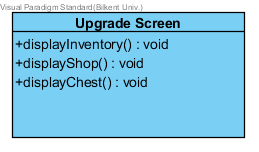 Visual Paradigm Standard(Bilkent Univ.)
Upgrade Screen
+displayInventory() : void
+displayShop() : void
+displayChest() : void